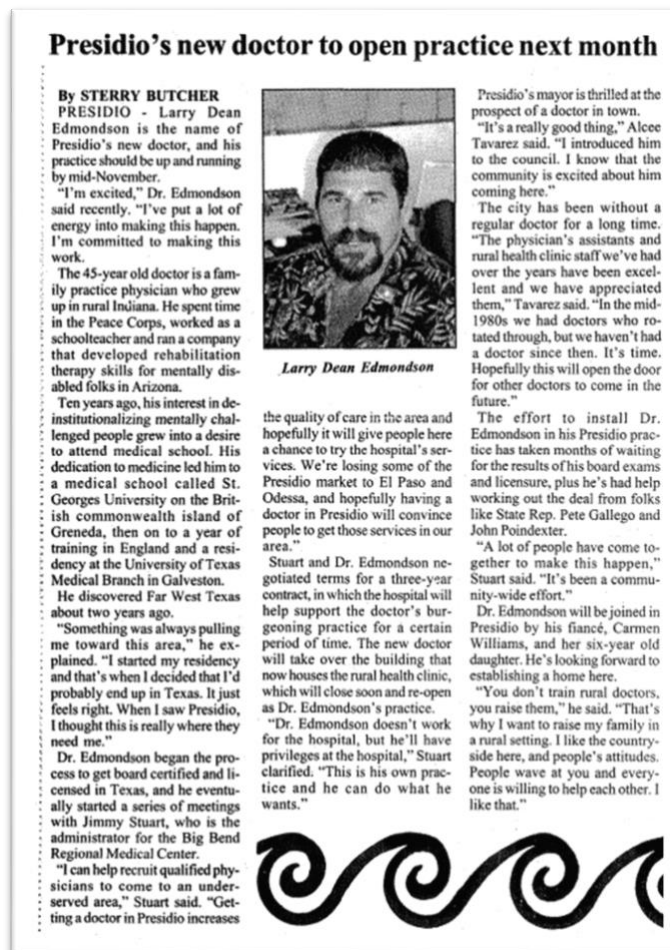 Presidio's new doctor to open practice next month
By STERRY BUTCHER
PRESIDIO - Larry Dean
Edmondson is the name of
Presidio's new doctor, and his
practice should be up and running
by mid-November.
"I'm excited," Dr. Edmondson
said recently. "I've put a lot of
energy into making this happen.
I'm committed to making this
work.
The 45-year old doctor is a fam-
ily practice physician who grew
up in rural Indiana. He spent time
in the Peace Corps, worked as a
schoolteacher and ran a company
that developed rehabilitation
therapy skills for mentally dis-
abled folks in Arizona.
Ten years ago, his interest in de-
institutionalizing mentally chal-
lenged people grew into a desire
to attend medical school. His
dedication to medicine led him to
a medical school called St.
Georges University on the Brit-
ish commonwealth island of
Greneda, then on to a year of
training in England and a resi-
dency at the University of Texas
Medical Branch in Galveston.
He discovered Far West Texas
about two years ago.
"Something was always pulling
me toward this area," he ex-
plained. "I started my residency
and that's when I decided that I'd
probably end up in Texas. It just
feels right. When I saw Presidio,
I thought this is really where they
need me."
Dr. Edmondson began the pro-
cess to get board certified and li-
censed in Texas, and he eventu-
ally started a series of meetings
with Jimmy Stuart, who is the
administrator for the Big Bend
Regional Medical Center.
"I can help recruit qualified phy-
sicians to come to an under-
served area," Stuart said. "Get-
ting a doctor in Presidio increases
Larry Dean Edmondson
the quality of care in the area and
hopefully it will give people here
a chance to try the hospital's ser-
vices. We're losing some of the
Presidio market to El Paso and
Odessa, and hopefully having a
doctor in Presidio will convince
people to get those services in our
area."
Stuart and Dr. Edmondson ne-
gotiated terms for a three-year
contract, in which the hospital will
help support the doctor's bur-
geoning practice for a certain
period of time. The new doctor
will take over the building that
now houses the rural health clinic,
which will close soon and re-open
as Dr. Edmondson's practice.
"Dr. Edmondson doesn't work
for the hospital, but he'll have
privileges at the hospital," Stuart
clarified. "This is his own prac-
tice and he can do what he
wants."
Presidio's mayor is thrilled at the
prospect of a doctor in town.
"It's a really good thing," Alcee
Tavarez said. "I introduced him
to the council. I know that the
community is excited about him
coming here."
The city has been without a
regular doctor for a long time.
"The physician's assistants and
rural health clinic staff we've had
over the years have been excel-
lent and we have appreciated
them," Tavarez said. "In the mid-
1980s we had doctors who ro-
tated through, but we haven't had
a doctor since then. It's time.
Hopefully this will open the door
for other doctors to come in the
future."
The effort to install Dr.
Edmondson in his Presidio prac-
tice has taken months of waiting
for the results of his board exams
and licensure, plus he's had help
working out the deal from folks
like State Rep. Pete Gallego and
John Poindexter.
"A lot of people have come to-
gether to make this happen,"
Stuart said. "It's been a commu-
nity-wide effort."
Dr. Edmondson will be joined in
Presidio by his fiancé, Carmen
Williams, and her six-year old
daughter. He's looking forward to
establishing a home here.
"You don't train rural doctors,
you raise them," he said. "That's
why I want to raise my family in
a rural setting. I like the country-
side here, and people's attitudes.
People wave at you and every-
one is willing to help each other. I
like that."